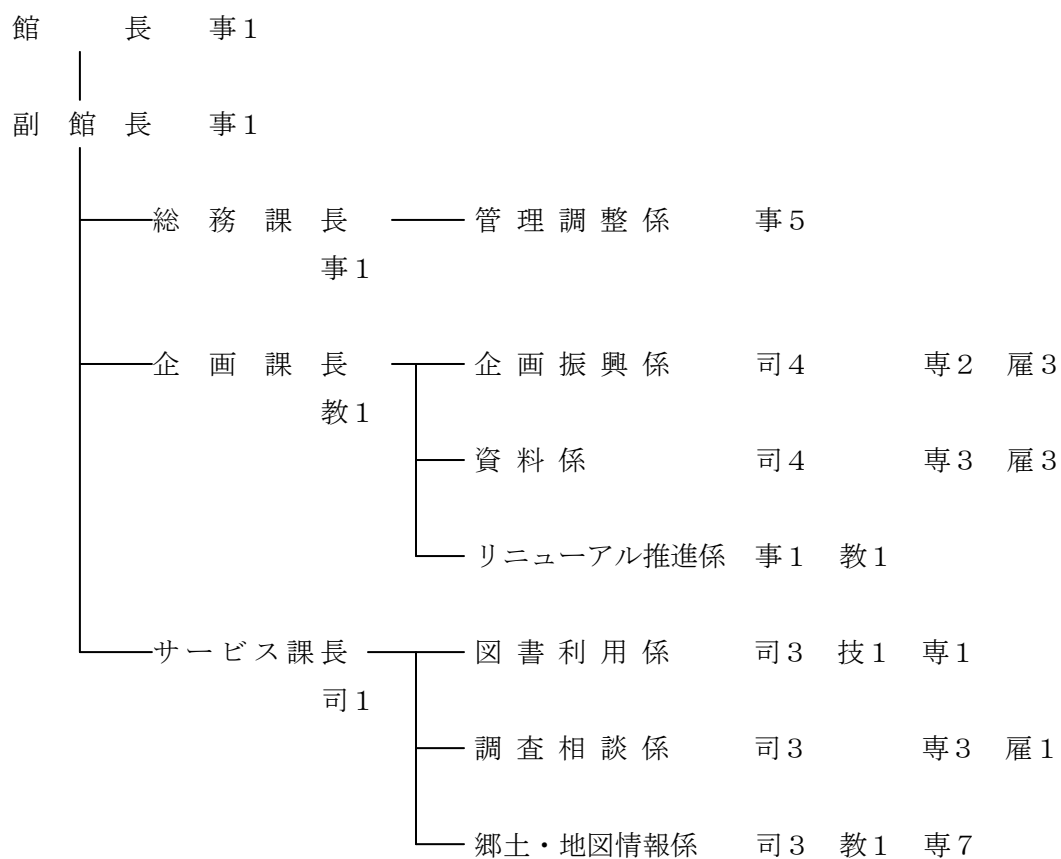 館長 事１
副館長 事１
総務課長 管理調整係 事５
事１
企画課長 企画振興係 司４ 専２ 雇３
教１
資料係 司４ 専３ 雇３
リニューアル推進係 事１ 教１
サービス課長 図書利用係 司３ 技１ 専１
司１
調査相談係 司３ 専３ 雇１
郷土・地図情報係 司３ 教１ 専７